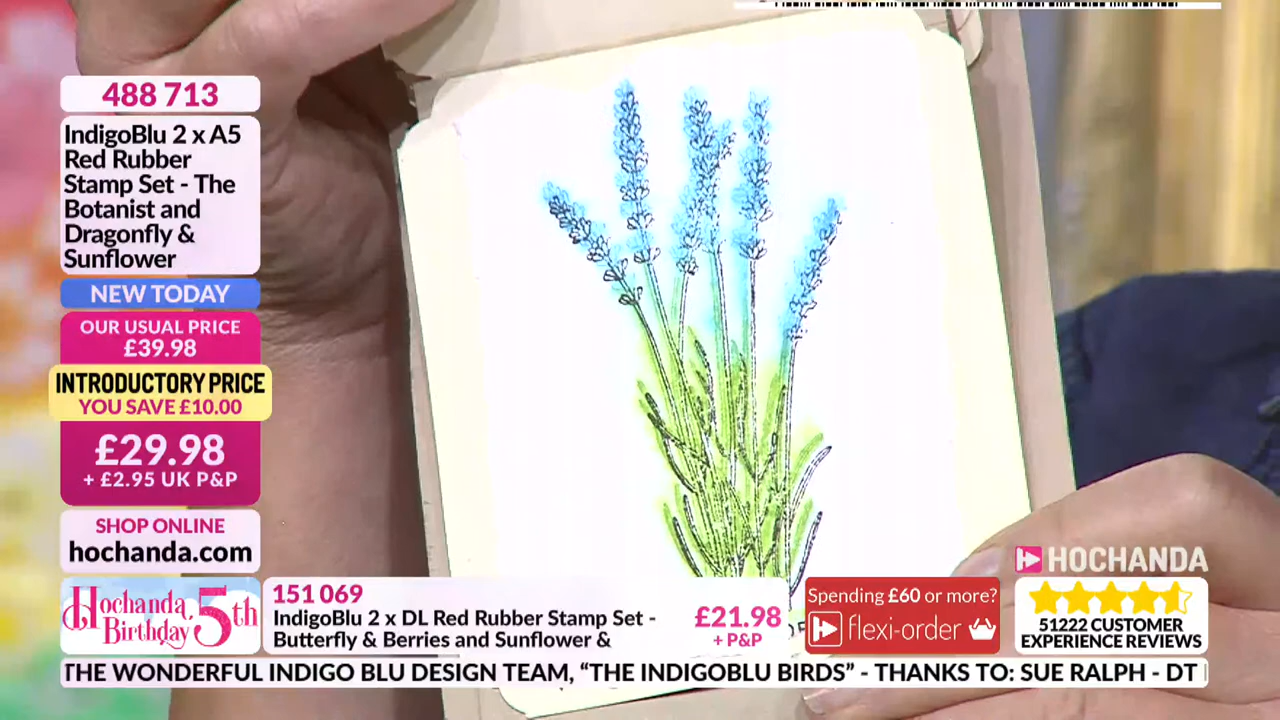 488 713
IndigoBlu 2 x A5
Red Rubber
Stamp Set - The
Botanist and
Dragonfly &
Sunflower
NEW TODAY
OUR USUAL PRICE
£39.98
INTRODUCTORY PRICE
YOU SAVE £10.00
£29.98
+ £2.95 UK P&P
SHOP ONLINE
hochanda.com
Hochanda
Birthday
5th
151 069
IndigoBlu 2 x DL Red Rubber Stamp Set -
Butterfly & Berries and Sunflower &
£21.98
+ P&P
Spending £60 or more?
flexi-order
HOCHANDA
51222 CUSTOMER
EXPERIENCE REVIEWS
THE WONDERFUL INDIGO BLU DESIGN TEAM, “THE INDIGOBLU BIRDS” - THANKS TO: SUE RALPH - DT